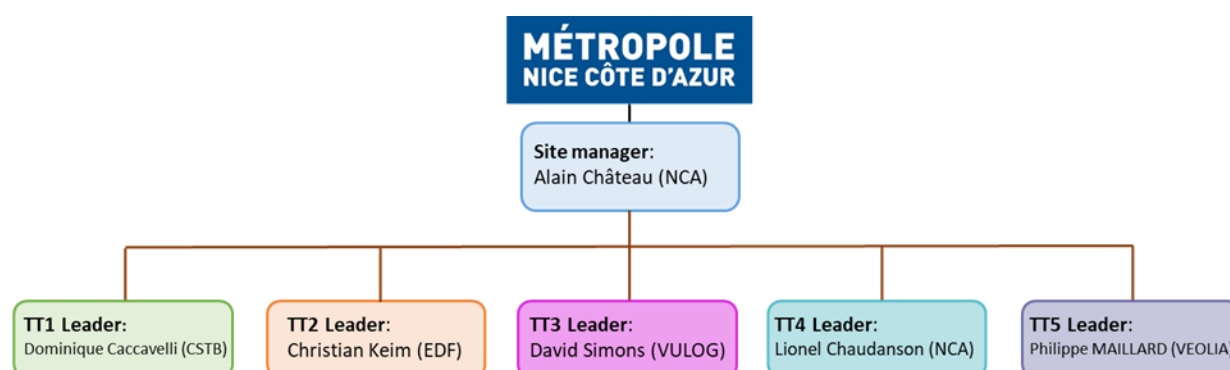 MÉTROPOLE
NICE CÔTE D'AZUR
Site manager:
Alain Château (NCA)
TT1 Leader:
Dominique Caccavelli (CSTB)
TT2 Leader:
Christian Keim (EDF)
TT3 Leader:
David Simons (VULOG)
TT4 Leader:
Lionel Chaudanson (NCA)
TT5 Leader:
Philippe MAILLARD (VEOLIA)